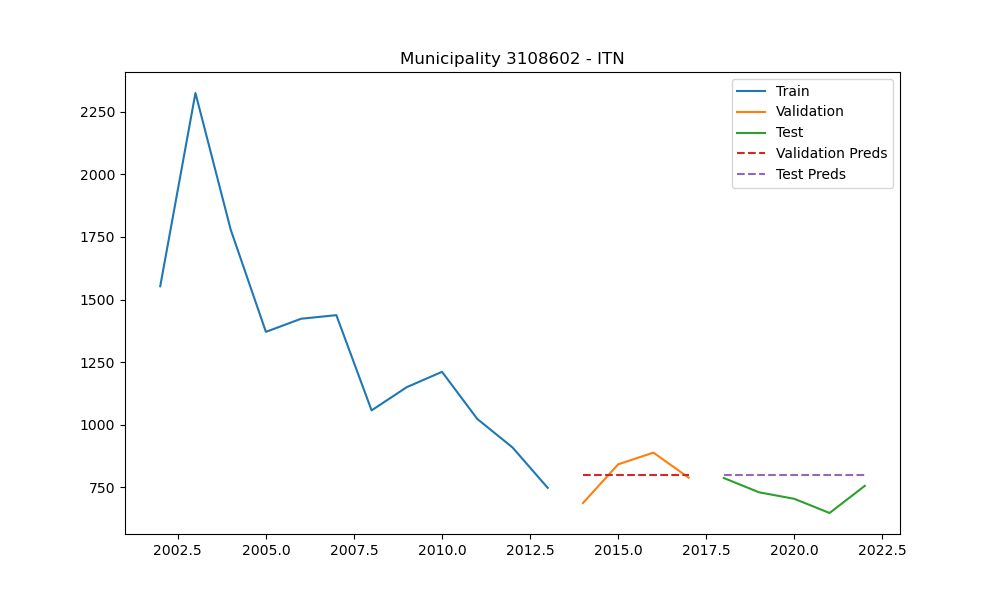 Municipality 3108602 - ITN
Train
Validation
Test
Validation Preds
Test Preds
2250
2000
1750
1500
1250
1000
750
2002.5 2005.0 2007.5 2010.0 2012.5 2015.0 2017.5 2020.0 2022.5